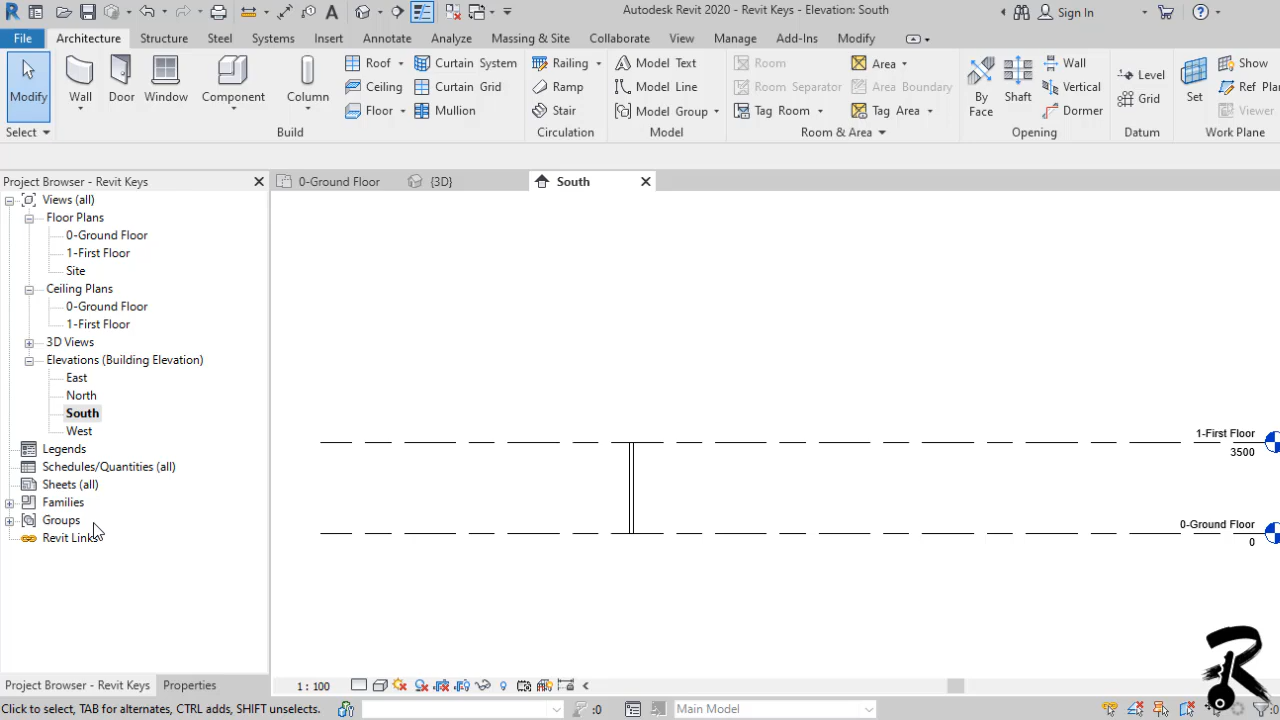 Autodesk Revit 2020 - Revit Keys - Elevation: South
Sign In
File Architecture Structure Steel Systems Insert Annotate Analyze Massing & Site Collaborate View Manage Add-Ins Modify
Modify
Select
Wall
Door
Window
Component
Column
Roof
Ceiling
Floor
Curtain System
Curtain Grid
Mullion
Build
Railing
Ramp
Stair
Circulation
Model Text
Model Line
Model Group
Model
Room
Room Separator
Tag Room
Area
Area Boundary
Tag Area
Room & Area
By
Face
Shaft
Wall
Vertical
Dormer
Opening
Level
Grid
Datum
Set
Show
Ref Plan
Viewer
Work Plane
Project Browser - Revit Keys
0-Ground Floor
{3D}
South
Views (all)
Floor Plans
0-Ground Floor
1-First Floor
Site
Ceiling Plans
0-Ground Floor
1-First Floor
3D Views
Elevations (Building Elevation)
East
North
South
West
Legends
Schedules/Quantities (all)
Sheets (all)
Families
Groups
Revit Links
1-First Floor
3500
0-Ground Floor
0
Project Browser - Revit Keys
Properties
1 : 100
Click to select, TAB for alternates, CTRL adds, SHIFT unselects.
:0
Main Model
:0